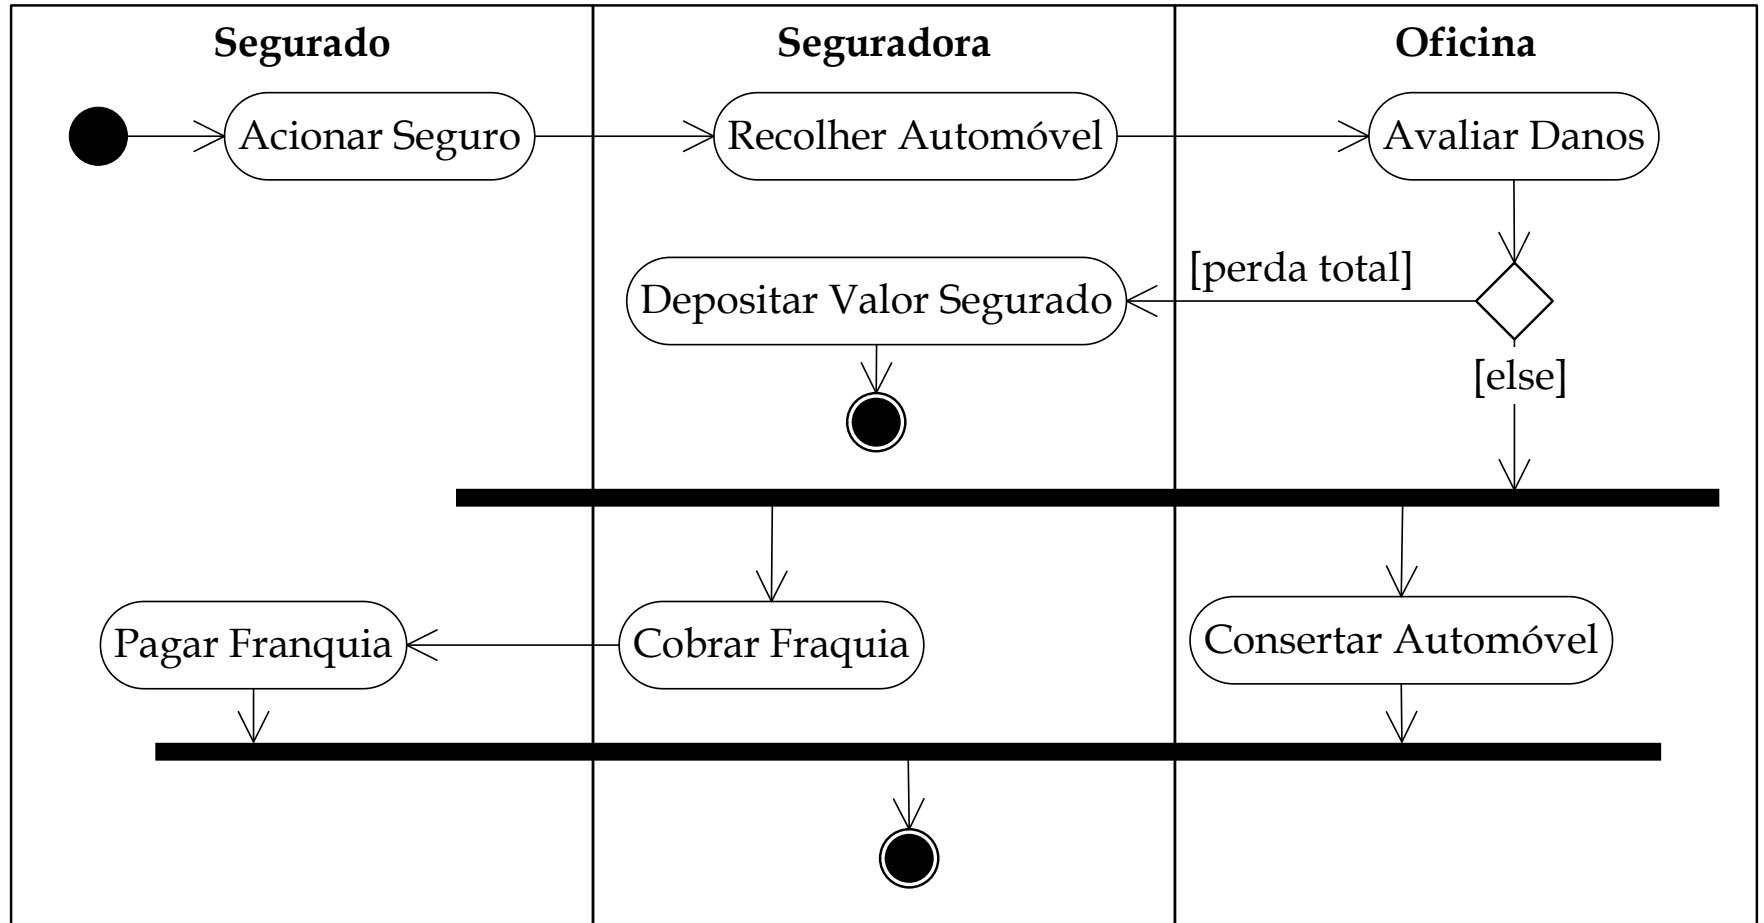 Segurado
Seguradora
Oficina
Acionar Seguro
Recolher Automóvel
Avaliar Danos
[perda total]
Depositar Valor Segurado
[else]
Pagar Franquia
Cobrar Fraquia
Consertar Automóvel